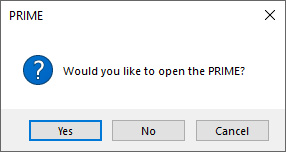 PRIME
Would you like to open the PRIME?
Yes No Cancel